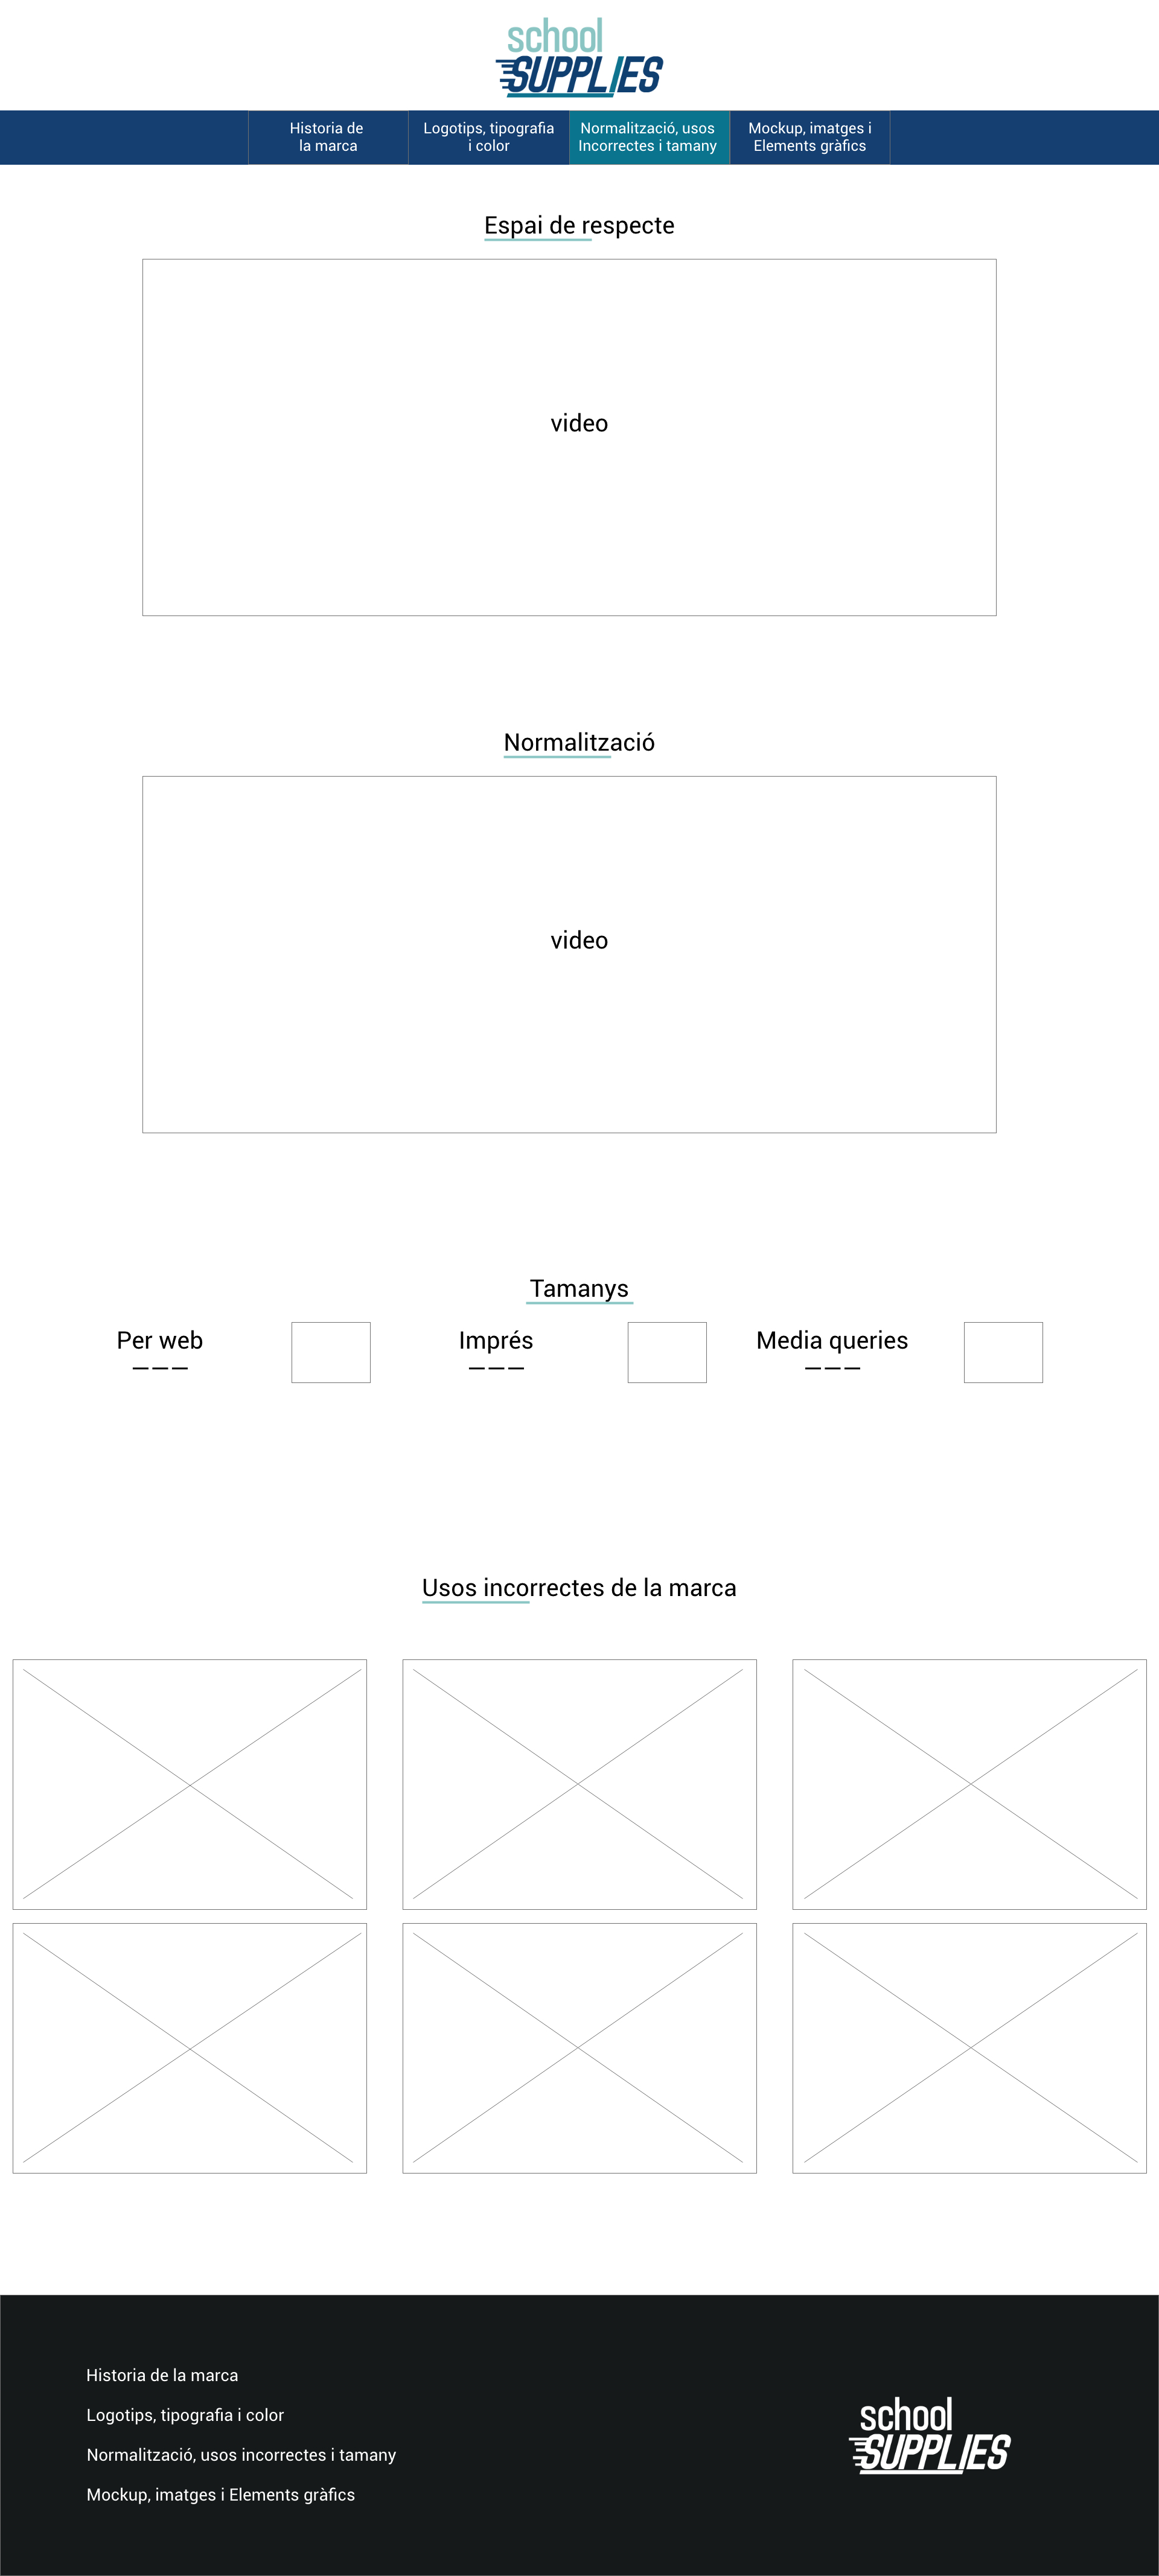 school
SUPPLIES
Historia de
la marca
Logotips, tipografia
i color
Normalització, usos
Incorrectes i tamany
Mockup, imatges i
Elements gràfics
Espai de respecte
video
Normalització
video
Tamanys
Per web
Imprés
Media queries
Usos incorrectes de la marca
Historia de la marca
Logotips, tipografia i color
Normalització, usos incorrectes i tamany
Mockup, imatges i Elements gràfics
school
SUPPLIES